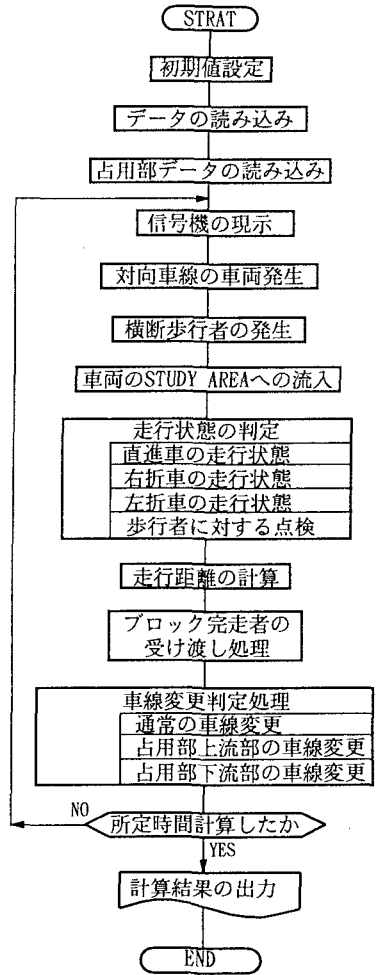 STRAT
初期値設定
データの読み込み
占用部データの読み込み
信号機の現示
対向車線の車両発生
横断歩行者の発生
車両のSTUDY AREAへの流入
走行状態の判定
直進車の走行状態
右折車の走行状態
左折車の走行状態
歩行者に対する点検
走行距離の計算
ブロック完走者の
受け渡し処理
車線変更判定処理
通常の車線変更
占用部上流部の車線変更
占用部下流部の車線変更
NO
所定時間計算したか
YES
計算結果の出力
END